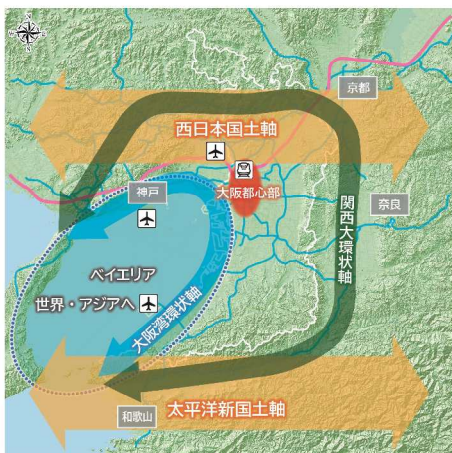 京都
西日本国土軸
大阪都心部
神戸
奈良
関西大環状軸
ベイエリア
世界・アジアへ
大阪湾環状軸
和歌山
太平洋新国土軸